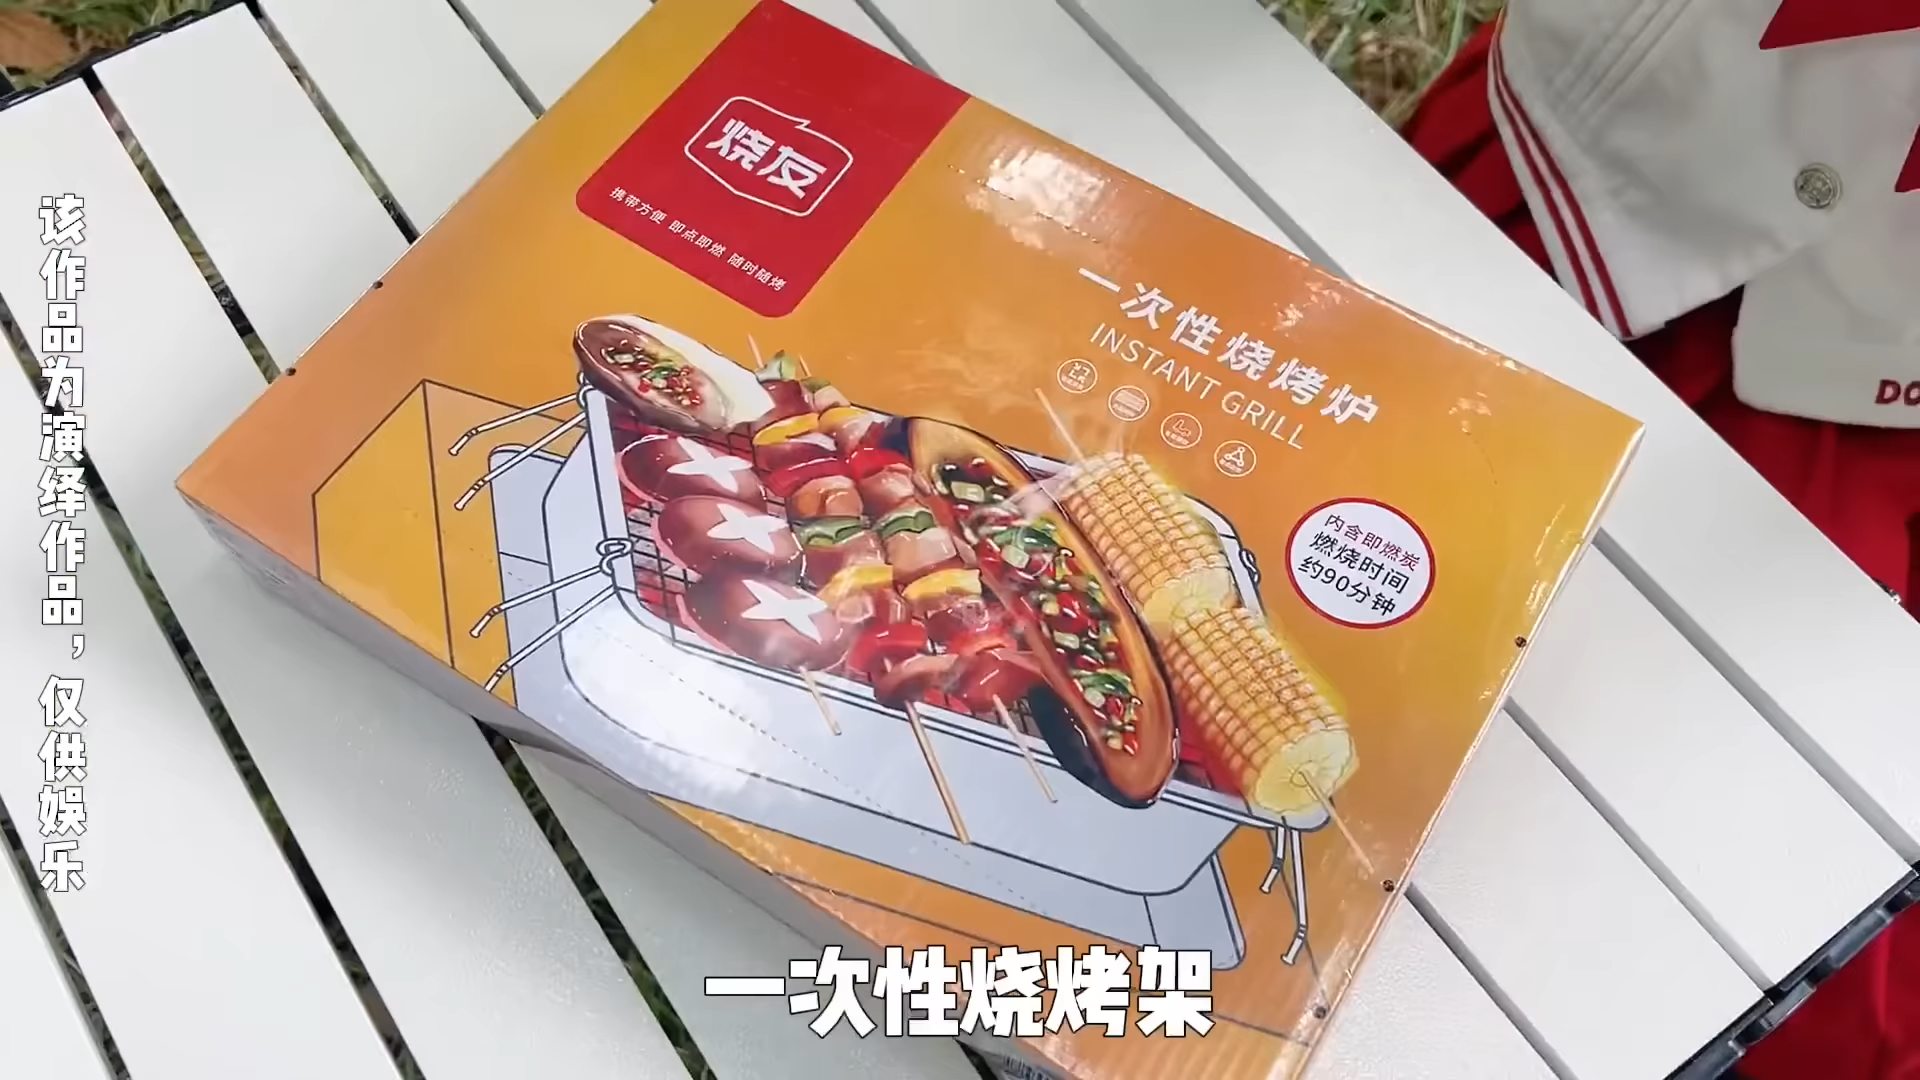 烧友
携带方便 即点即燃 随时随烤
一次性烧烤炉
INSTANT GRILL
内含即燃炭
燃烧时间
约90分钟
DO
该作品为演绎作品，仅供娱乐
一次性烧烤架